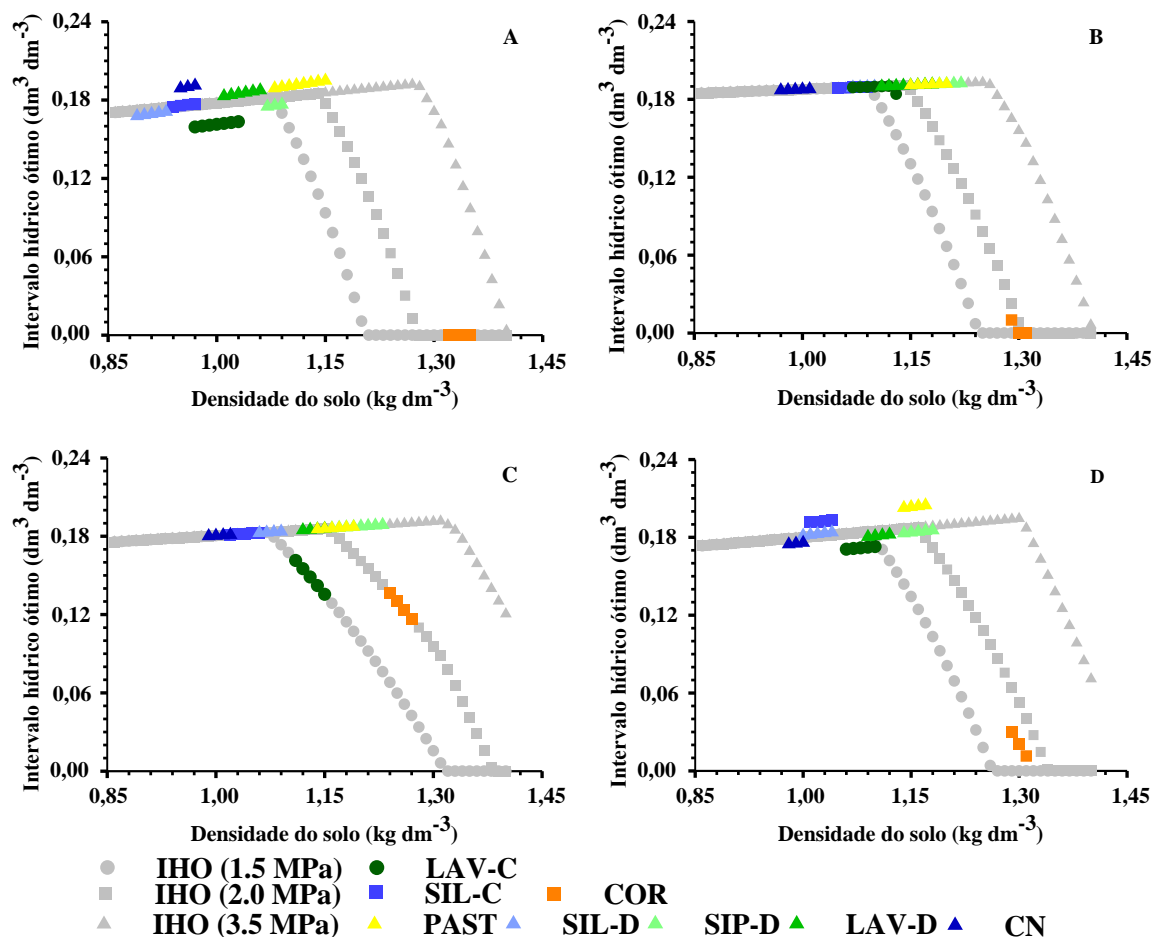 0,24
0,18
0,12
0,06
0,00
0,85
1,00
1,15
1,30
1,45
Intervalo hídrico ótimo (dm³ dm⁻³)
Densidade do solo (kg dm⁻³)
A
0,24
0,18
0,12
0,06
0,00
0,85
1,00
1,15
1,30
1,45
Intervalo hídrico ótimo (dm³ dm⁻³)
Densidade do solo (kg dm⁻³)
B
0,24
0,18
0,12
0,06
0,00
0,85
1,00
1,15
1,30
1,45
Intervalo hídrico ótimo (dm³ dm⁻³)
Densidade do solo (kg dm⁻³)
C
0,24
0,18
0,12
0,06
0,00
0,85
1,00
1,15
1,30
1,45
Intervalo hídrico ótimo (dm³ dm⁻³)
Densidade do solo (kg dm⁻³)
D
IHO (1.5 MPa) LAV-C
IHO (2.0 MPa) SIL-C COR
IHO (3.5 MPa) PAST SIL-D SIP-D LAV-D CN